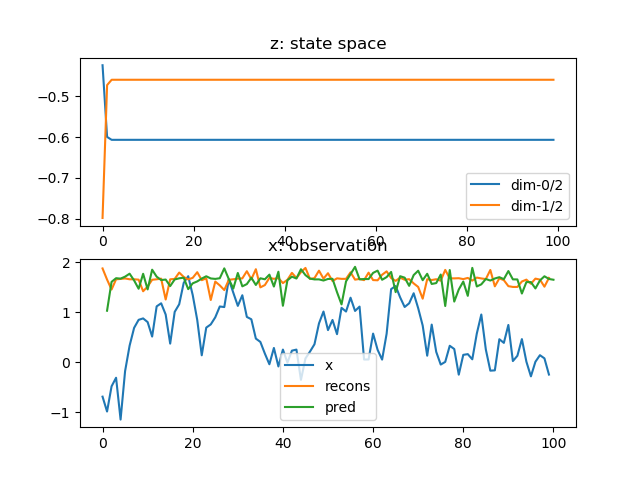 z: state space
−0.5
−0.6
−0.7
−0.8
dim-0/2
dim-1/2
0
20
40
60
80
100
x: observation
2
1
0
−1
x
recons
pred
0
20
40
60
80
100